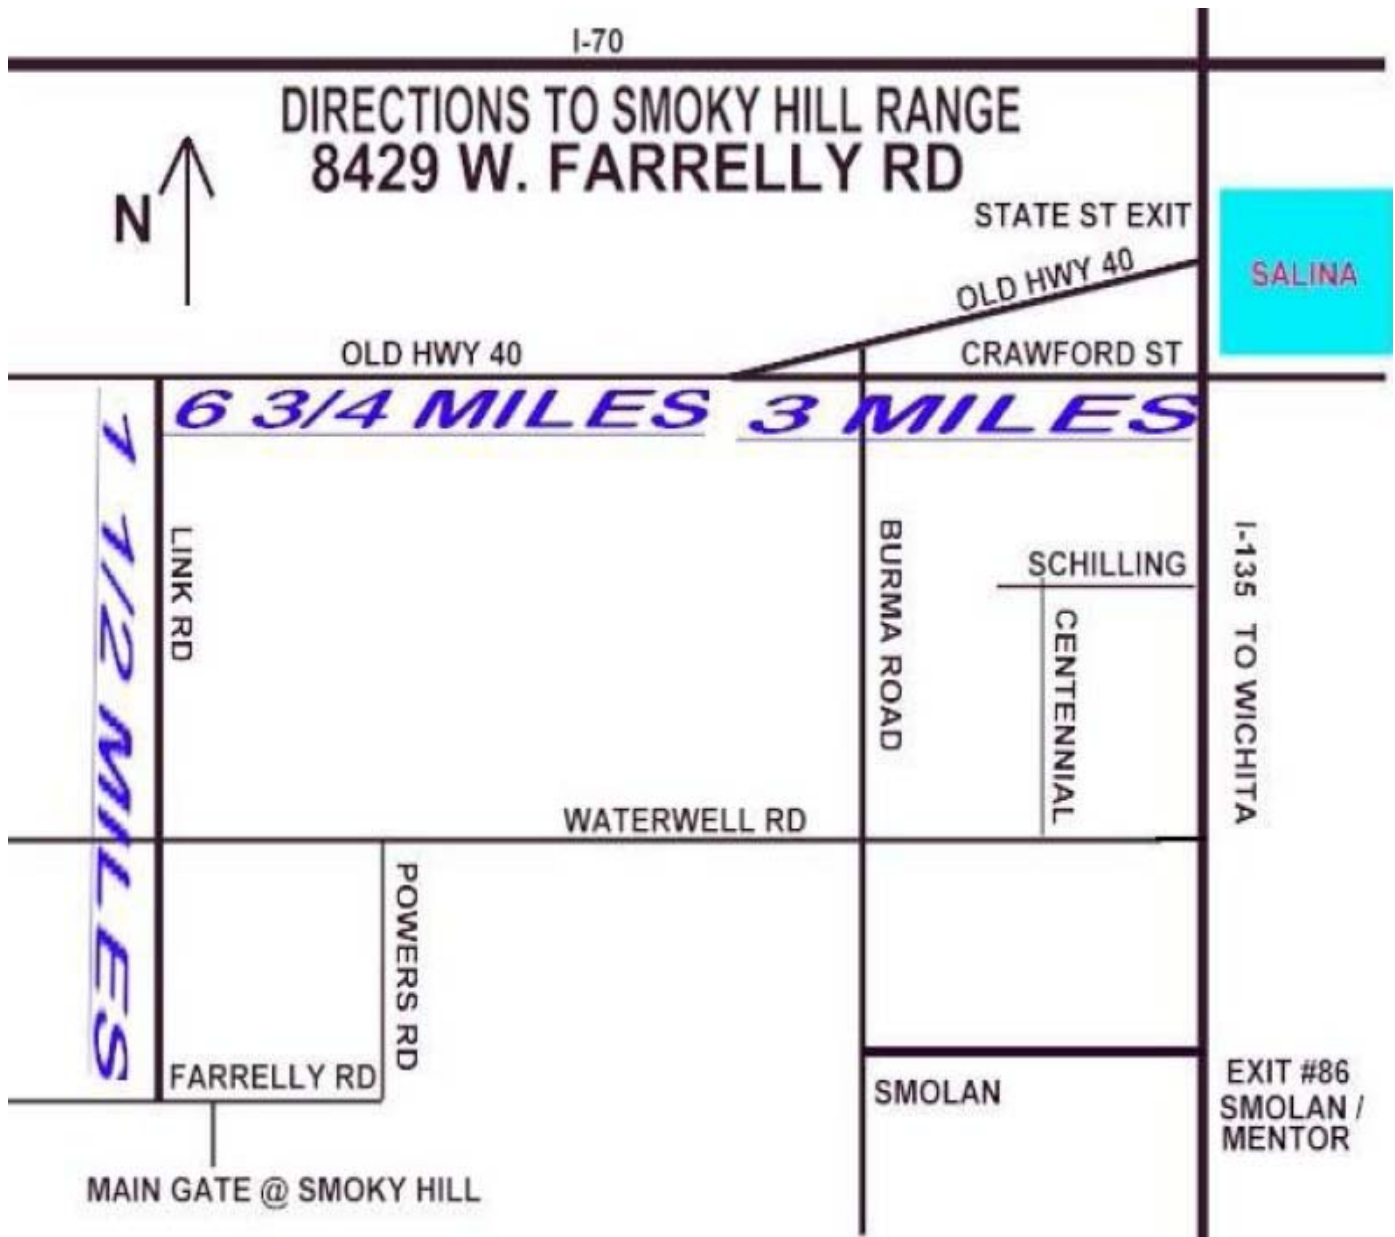 I-70
DIRECTIONS TO SMOKY HILL RANGE
8429 W. FARRELLY RD
N
STATE ST EXIT
OLD HWY 40
SALINA
OLD HWY 40
CRAWFORD ST
6 3/4 MILES
3 MILES
1 1/2 MILES
LINK RD
BURMA ROAD
SCHILLING
CENTENNIAL
I-135 TO WICHITA
WATERWELL RD
POWERS RD
FARRELLY RD
SMOLAN
EXIT #86
SMOLAN /
MENTOR
MAIN GATE @ SMOKY HILL